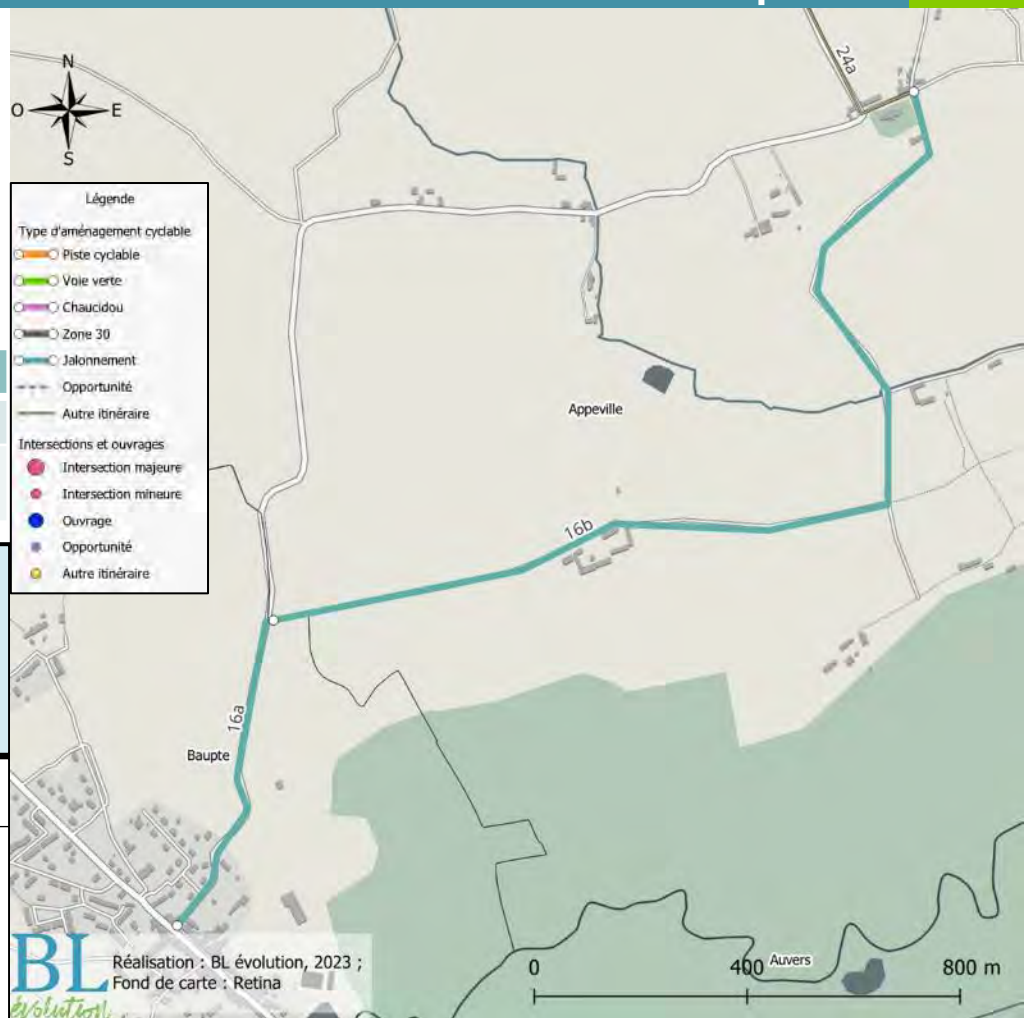 N
O E
S
24a
Légende
Type d'aménagement cyclable
Piste cyclable
Voie verte
Chaucidou
Zone 30
Jalonnement
Opportunité
Autre itinéraire
Intersections et ouvrages
Intersection majeure
Intersection mineure
Ouvrage
Opportunité
Autre itinéraire
Appeville
16b
16a
Baupte
BL
évolution
Réalisation : BL évolution, 2023 ;
Fond de carte : Retina
Auvers
0 400 800 m